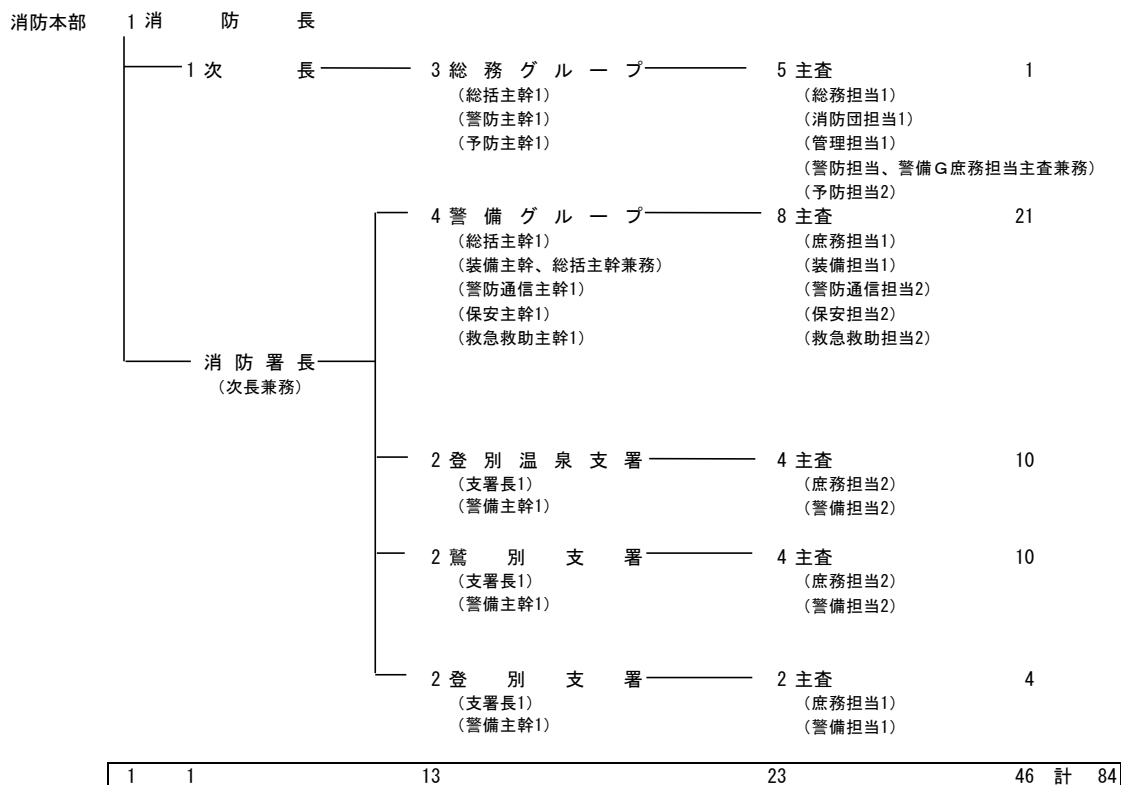 消防本部 1 消防長
1 次長 3 総務グループ 5 主査 1
(総括主幹1) (総務担当1)
(警防主幹1) (消防団担当1)
(予防主幹1) (管理担当1)
(警防担当、警備G庶務担当主査兼務)
(予防担当2)
4 警備グループ 8 主査 21
(総括主幹1) (庶務担当1)
(装備主幹、総括主幹兼務) (装備担当1)
(警防通信主幹1) (警防通信担当2)
(保安主幹1) (保安担当2)
(救急救助主幹1) (救急救助担当2)
消防署長
(次長兼務)
2 登別温泉支署 4 主査 10
(支署長1) (庶務担当2)
(警備主幹1) (警備担当2)
2 鷲別支署 4 主査 10
(支署長1) (庶務担当2)
(警備主幹1) (警備担当2)
2 登別支署 2 主査 4
(支署長1) (庶務担当1)
(警備主幹1) (警備担当1)
1 1 13 23 46 計 84